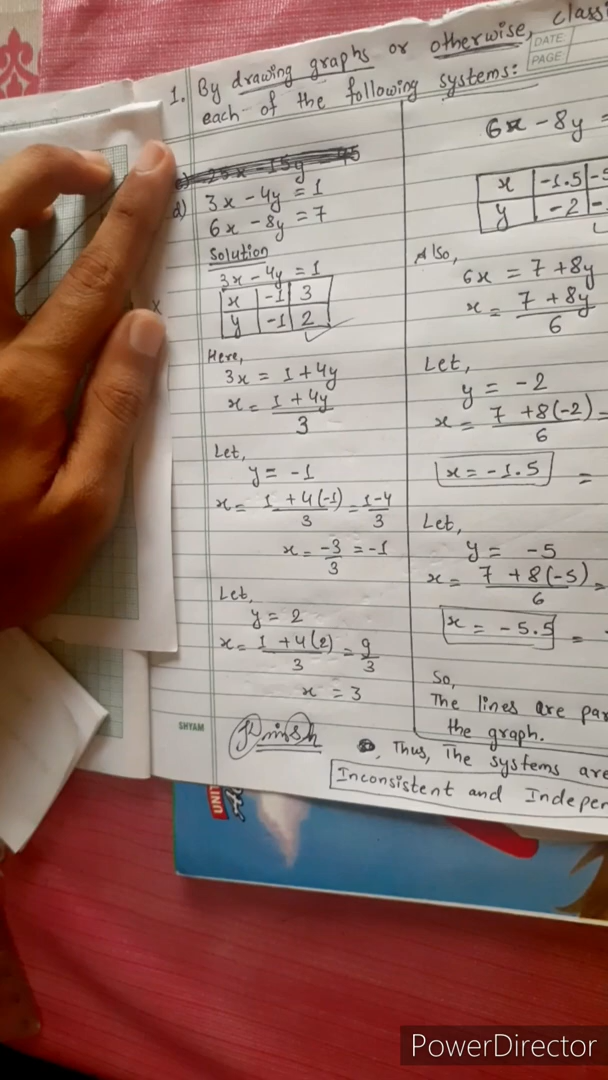 1. By drawing graphs or otherwise, classi
each of the following systems:
DATE
PAGE
d) 3x - 4y = 1
6x - 8y = 7
Solution
3x - 4y = 1
x -1 3
y -1 2
Here,
3x = 1 + 4y
x = 1 + 4y / 3
Let,
y = -1
x = 1 + 4(-1) / 3 = 1-4 / 3
x = -3 / 3 = -1
Let,
y = 2
x = 1 + 4(2) / 3 = 9 / 3
x = 3
6x - 8y =
x -1.5
y -2
Also,
6x = 7 + 8y
x = 7 + 8y / 6
Let,
y = -2
x = 7 + 8(-2) / 6 =
x = -1.5 =
Let,
y = -5
x = 7 + 8(-5) / 6 =
x = -5.5 =
So,
The lines are par
the graph.
Thus, The systems are
Inconsistent and Indepen
SHYAM
X
UNI
PowerDirector